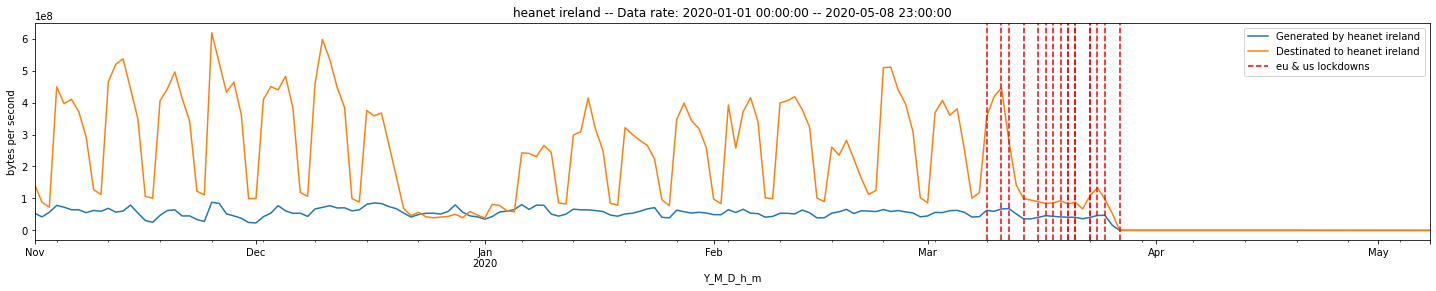 heanet ireland -- Data rate: 2020-01-01 00:00:00 -- 2020-05-08 23:00:00
1e8
Generated by heanet ireland
Destinated to heanet ireland
eu & us lockdowns
bytes per second
6
5
4
3
2
1
0
Nov Dec Jan Feb Mar Apr May
2020
Y_M_D_h_m